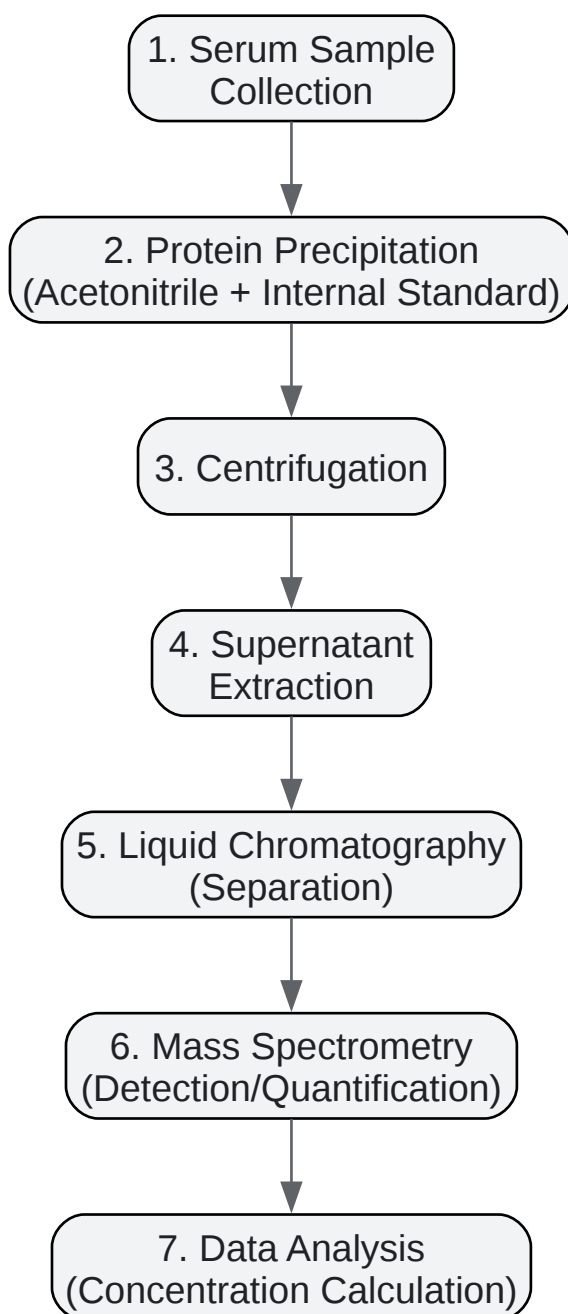 1. Serum Sample
Collection
2. Protein Precipitation
(Acetonitrile + Internal Standard)
3. Centrifugation
4. Supernatant
Extraction
5. Liquid Chromatography
(Separation)
6. Mass Spectrometry
(Detection/Quantification)
7. Data Analysis
(Concentration Calculation)